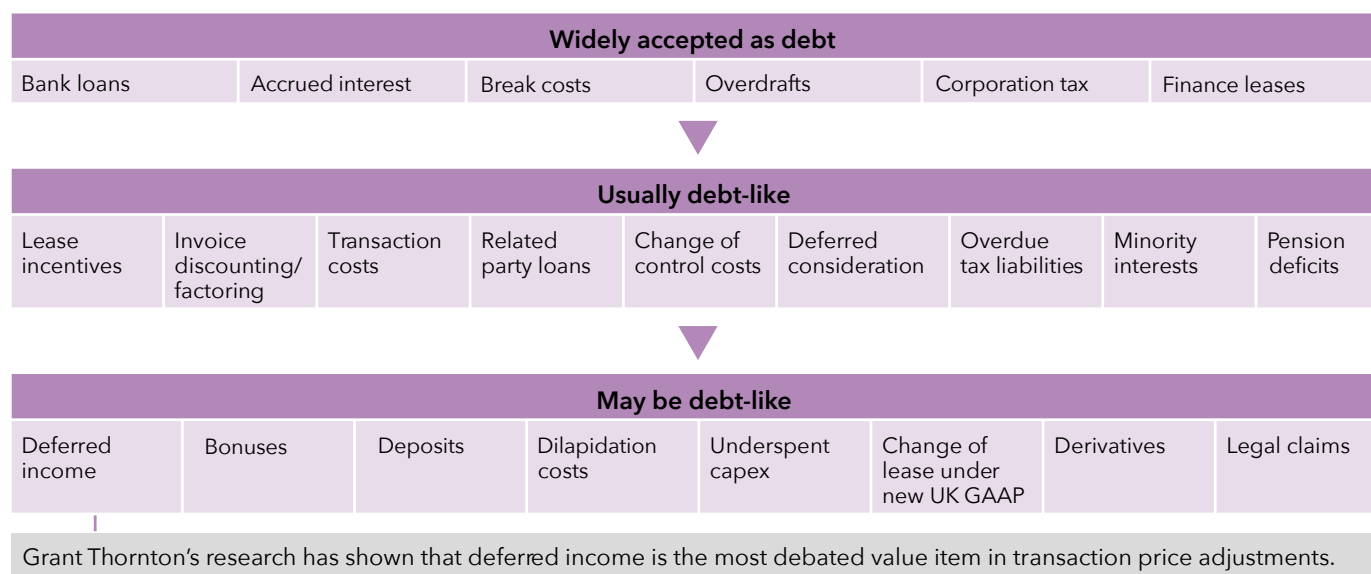 Widely accepted as debt
Bank loans
Accrued interest
Break costs
Overdrafts
Corporation tax
Finance leases
Usually debt-like
Lease
incentives
Invoice
discounting/
factoring
Transaction
costs
Related
party loans
Change of
control costs
Deferred
consideration
Overdue
tax liabilities
Minority
interests
Pension
deficits
May be debt-like
Deferred
income
Bonuses
Deposits
Dilapidation
costs
Underspent
capex
Change of
lease under
new UK GAAP
Derivatives
Legal claims
Grant Thornton’s research has shown that deferred income is the most debated value item in transaction price adjustments.